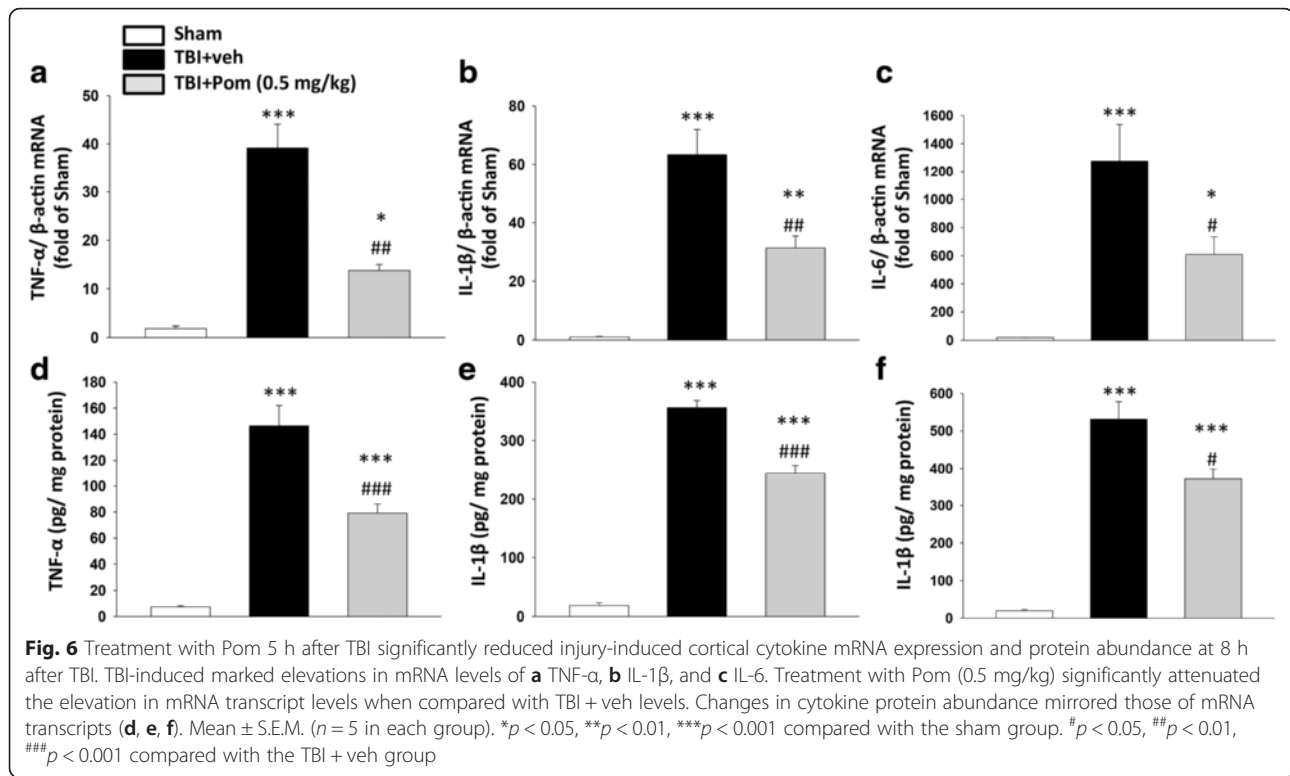 Sham
TBI+veh
TBI+Pom (0.5 mg/kg)
a
TNF-α/ β-actin mRNA
(fold of Sham)
50
40
30
20
10
0
***
*
##
b
IL-1β/ β-actin mRNA
(fold of Sham)
80
60
40
20
0
***
**
##
c
IL-6/ β-actin mRNA
(fold of Sham)
1600
1400
1200
1000
800
600
400
200
0
***
*
#
d
TNF-α (pg/ mg protein)
180
160
140
120
100
80
60
40
20
0
***
***
###
e
IL-1β (pg/ mg protein)
400
300
200
100
0
***
***
###
f
IL-1β (pg/ mg protein)
600
500
400
300
200
100
0
***
***
#
Fig. 6 Treatment with Pom 5 h after TBI significantly reduced injury-induced cortical cytokine mRNA expression and protein abundance at 8 h
after TBI. TBI-induced marked elevations in mRNA levels of a TNF-α, b IL-1β, and c IL-6. Treatment with Pom (0.5 mg/kg) significantly attenuated
the elevation in mRNA transcript levels when compared with TBI + veh levels. Changes in cytokine protein abundance mirrored those of mRNA
transcripts (d, e, f). Mean ± S.E.M. (n = 5 in each group). *p < 0.05, **p < 0.01, ***p < 0.001 compared with the sham group. #p < 0.05, ##p < 0.01,
###p < 0.001 compared with the TBI + veh group